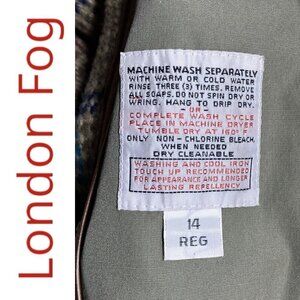 London Fog
MACHINE WASH SEPARATELY
WITH WARM OR COLD WATER
RINSE THREE (3) TIMES, REMOVE
ALL SOAPS. DO NOT SPIN DRY OR
WRING. HANG TO DRIP DRY.
- OR -
COMPLETE WASH CYCLE
PLACE IN MACHINE DRYER
TUMBLE DRY AT 160° F
ONLY NON-CHLORINE BLEACH,
WHEN NEEDED
DRY CLEANABLE
WASHING AND COOL IRON
TOUCH UP RECOMMENDED
FOR APPEARANCE AND LONGER
LASTING REPELLENCY
14
REG